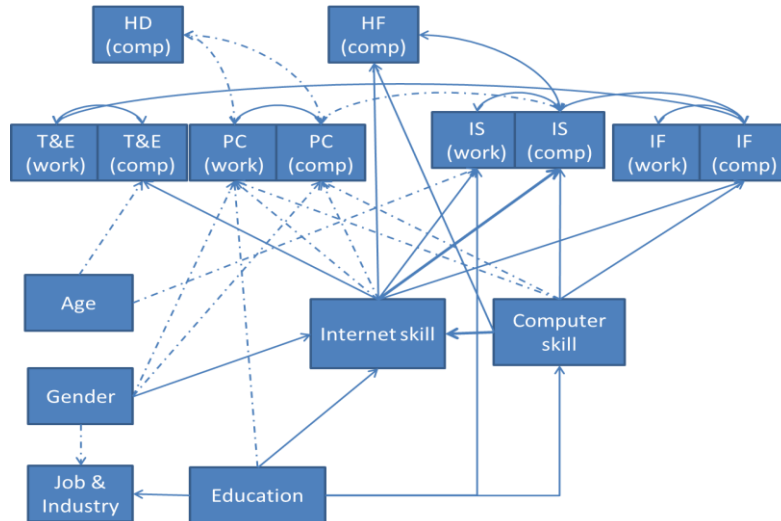 HD
(comp)
HF
(comp)
T&E
(work)
T&E
(comp)
PC
(work)
PC
(comp)
IS
(work)
IS
(comp)
IF
(work)
IF
(comp)
Age
Internet skill
Computer
skill
Gender
Job &
Industry
Education